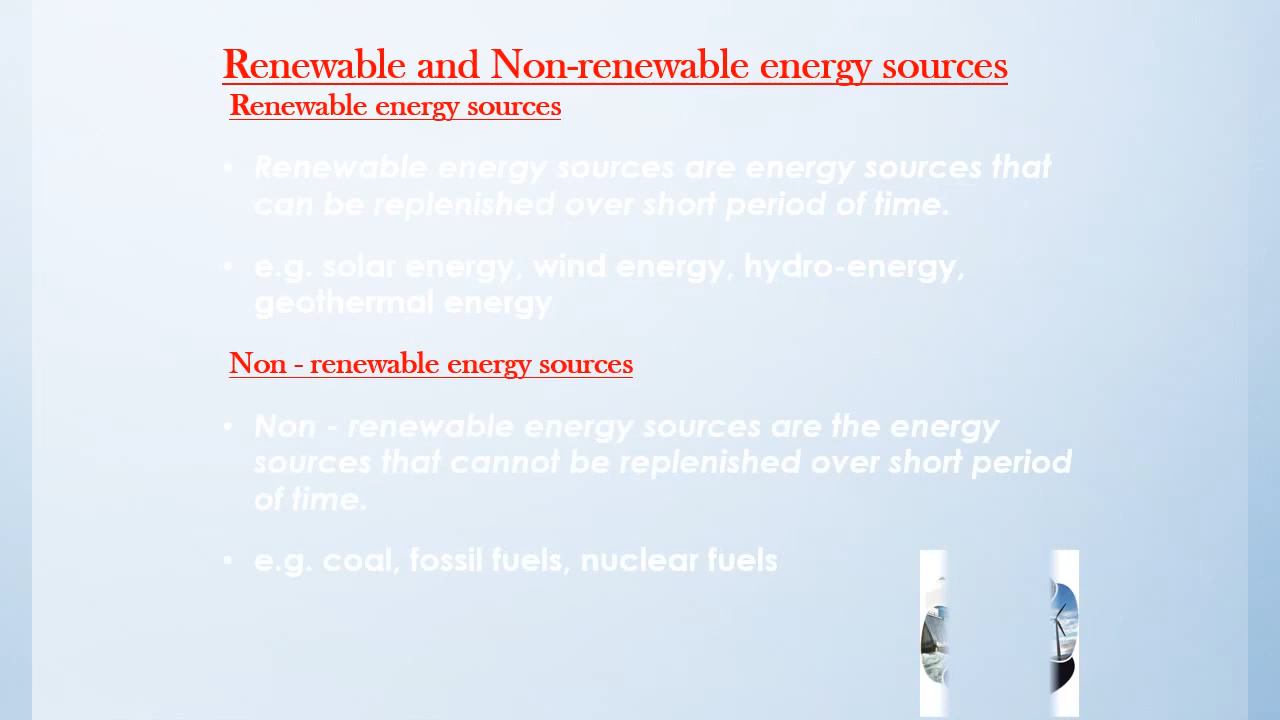 Renewable and Non-renewable energy sources
Renewable energy sources
• Renewable energy sources are energy sources that
can be replenished over short period of time.
• e.g. solar energy, wind energy, hydro-energy,
geothermal energy
Non - renewable energy sources
• Non - renewable energy sources are the energy
sources that cannot be replenished over short period
of time.
• e.g. coal, fossil fuels, nuclear fuels